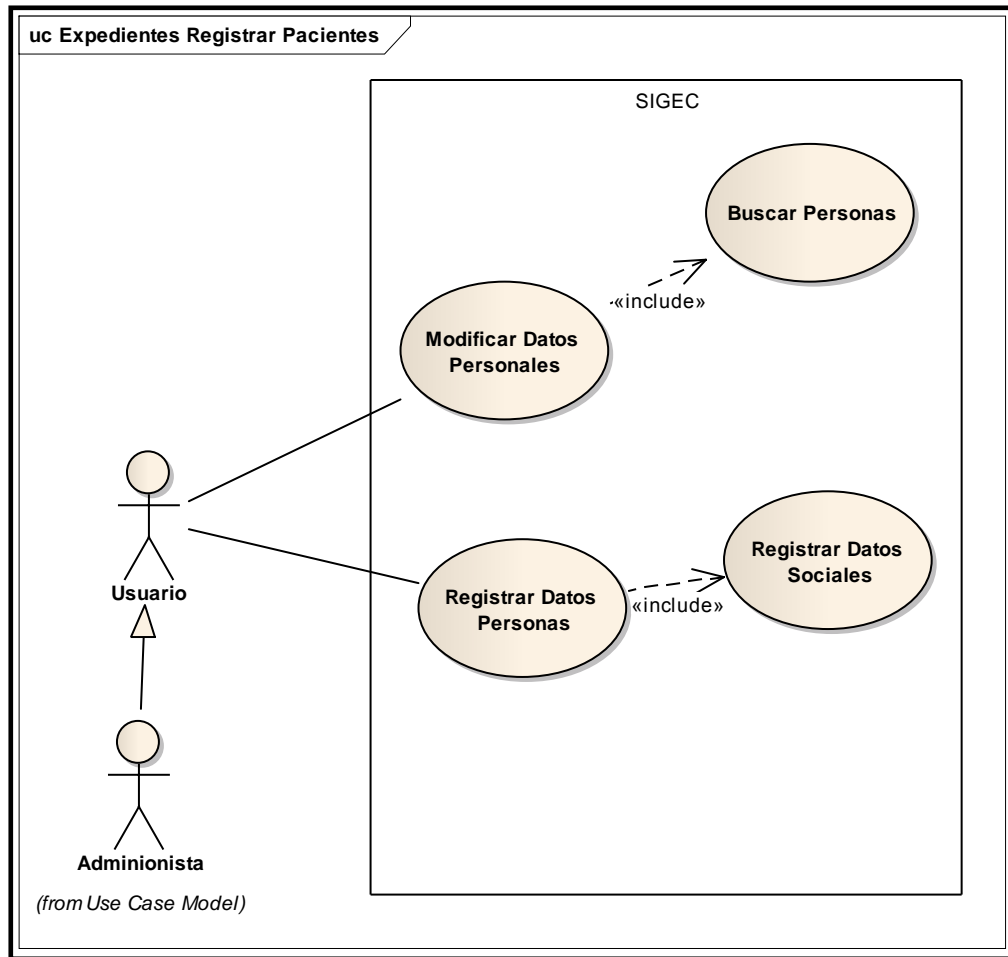 uc Expedientes Registrar Pacientes
SIGEC
Buscar Personas
«include»
Modificar Datos
Personales
Registrar Datos
Sociales
«include»
Registrar Datos
Personas
Usuario
Adminionista
(from Use Case Model)